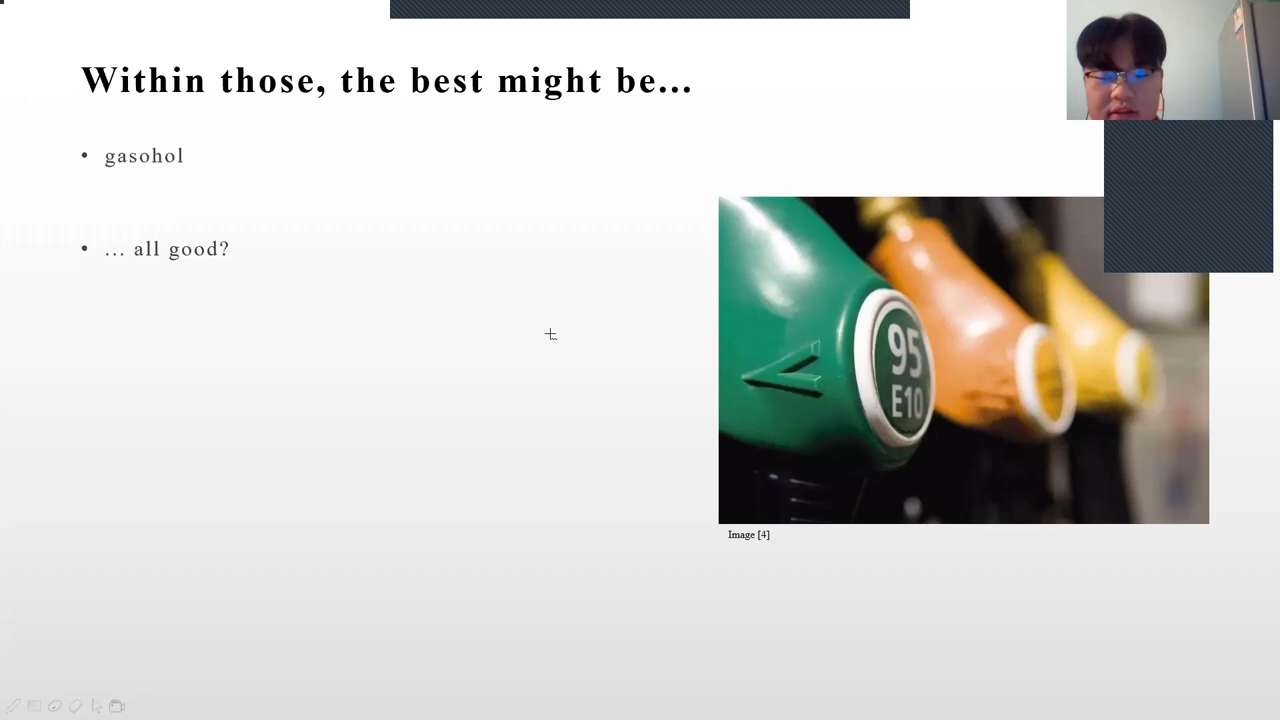 Within those, the best might be...
• gasohol
• ... all good?
95
E10
Image [4]